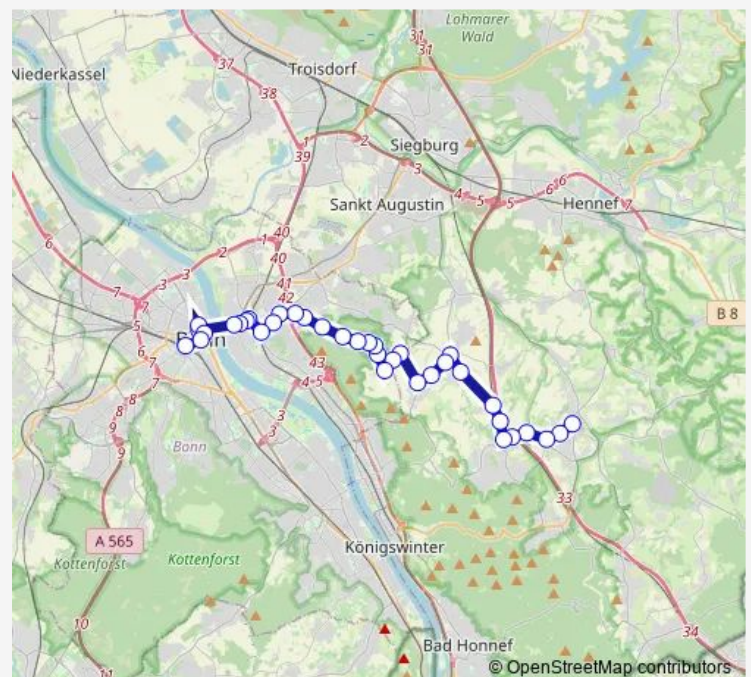 Lohmarer
Wald
31
31
Niederkassel
37
Troisdorf
38
1
2
39
Siegburg
3
4
5
5
6
6
7
Sankt Augustin
Hennef
6
1
40
2
40
3
3
41
7
7
42
B 8
5
6
7
7
43
4
5
8
8
3
9
3
9
Bonn
A 565
33
Kottenforst
Kottenforst
Königswinter
10
34
Bad Honnef
11
© OpenStreetMap contributors